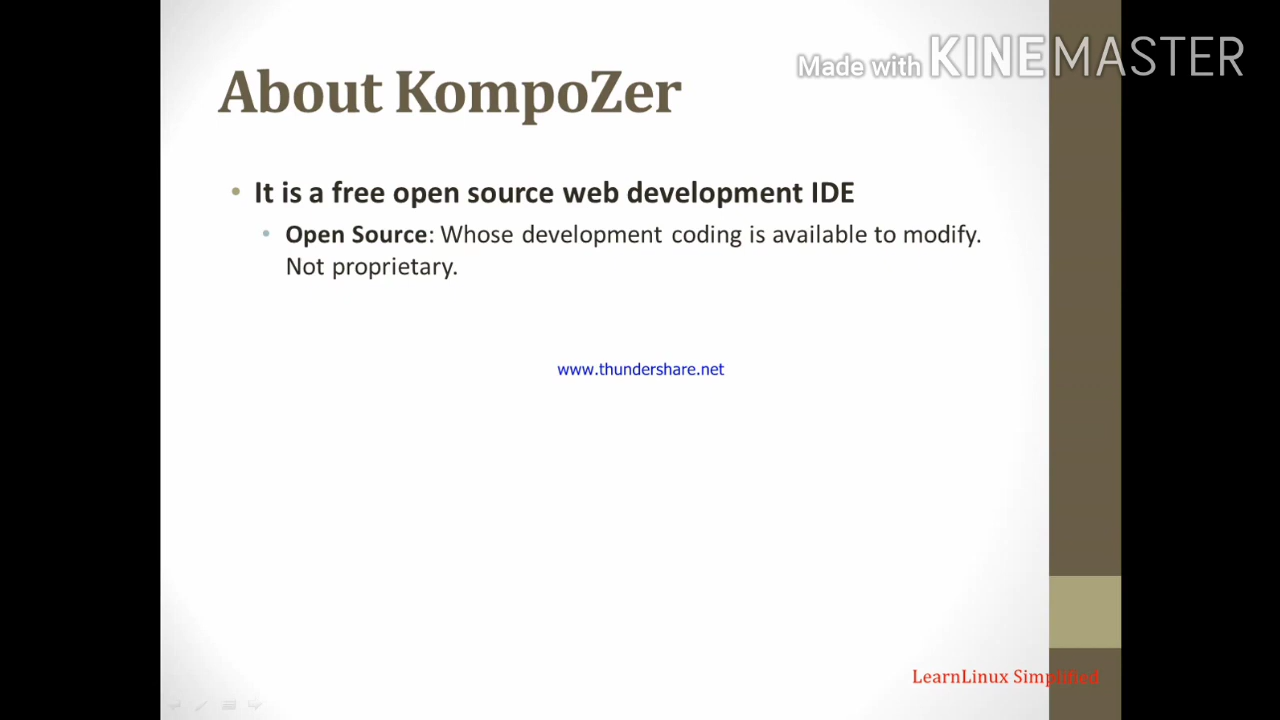 Made with KINEMASTER
About KompoZer
• It is a free open source web development IDE
• Open Source: Whose development coding is available to modify.
Not proprietary.
www.thundershare.net
LearnLinux Simplified